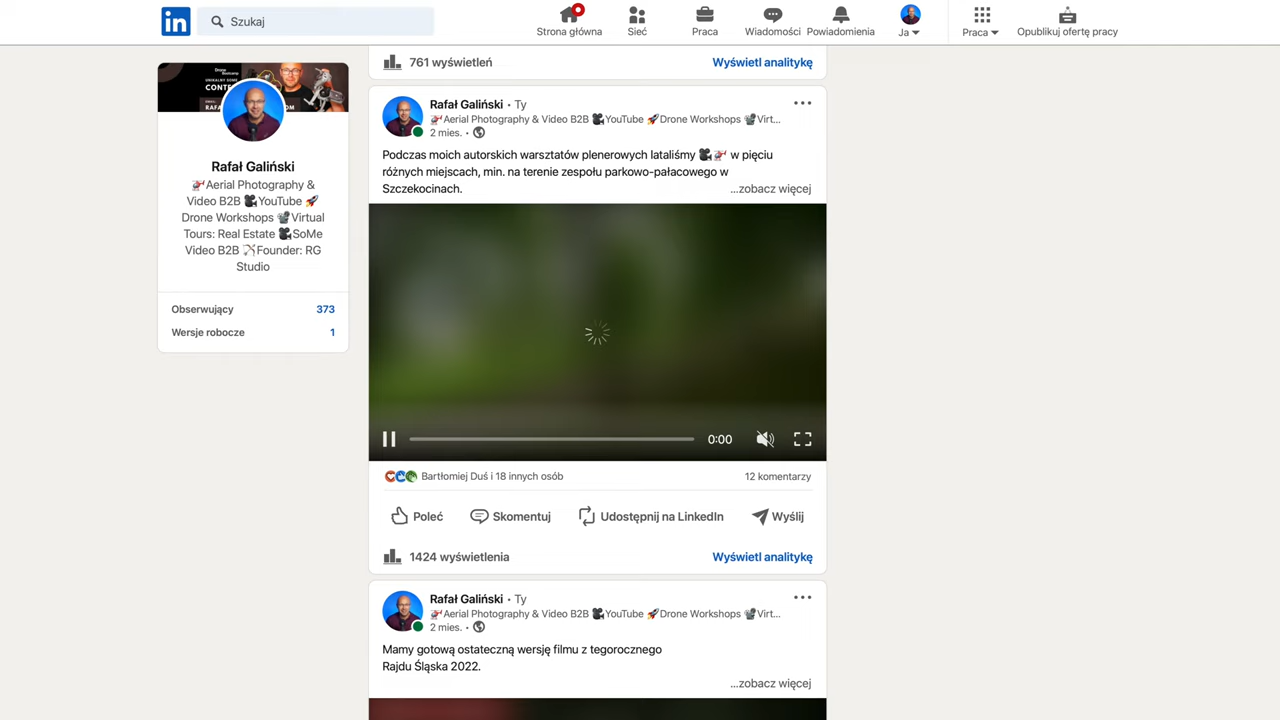 in
Szukaj
Strona główna
Sieć
Praca
Wiadomości
Powiadomienia
Ja
Praca
Opublikuj ofertę pracy
UNIKALNY SOME
Rafał Galiński
Aerial Photography &
Video B2B YouTube
Drone Workshops Virtual
Tours: Real Estate SoMe
Video B2B Founder: RG
Studio
Obserwujący 373
Wersje robocze 1
761 wyświetleń Wyświetl analitykę
Rafał Galiński • Ty
Aerial Photography & Video B2B YouTube Drone Workshops Virt...
2 mies. •
Podczas moich autorskich warsztatów plenerowych lataliśmy w pięciu
różnych miejscach, min. na terenie zespołu parkowo-pałacowego w
Szczekocinach. ...zobacz więcej
0:00
Bartłomiej Duś i 18 innych osób 12 komentarzy
Poleć Skomentuj Udostępnij na LinkedIn Wyślij
1424 wyświetlenia Wyświetl analitykę
Rafał Galiński • Ty
Aerial Photography & Video B2B YouTube Drone Workshops Virt...
2 mies. •
Mamy gotową ostateczną wersję filmu z tegorocznego
Rajdu Śląska 2022.
...zobacz więcej